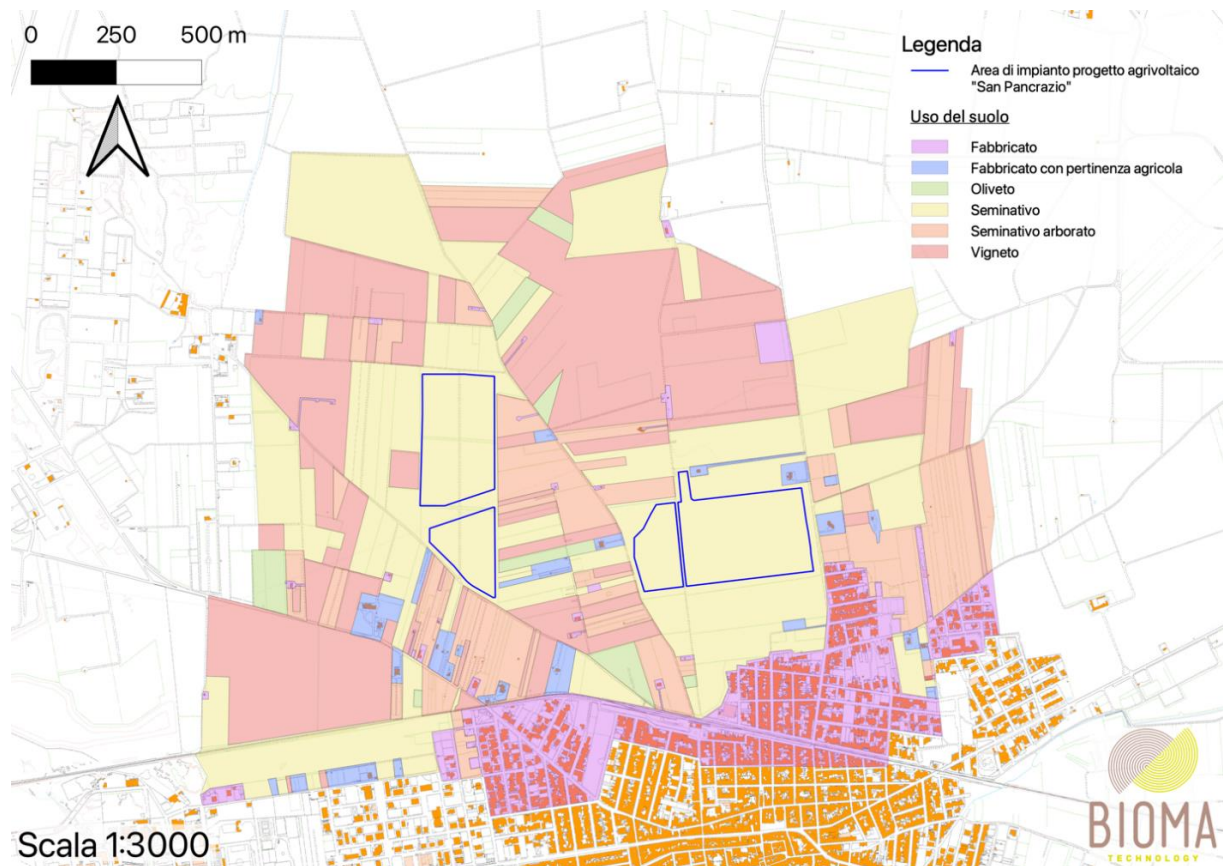 0 250 500 m
Legenda
Area di impianto progetto agrivoltaico
"San Pancrazio"
Uso del suolo
Fabbricato
Fabbricato con pertinenza agricola
Oliveto
Seminativo
Seminativo arborato
Vigneto
Scala 1:3000
BIOMA
TECHNOLOGY